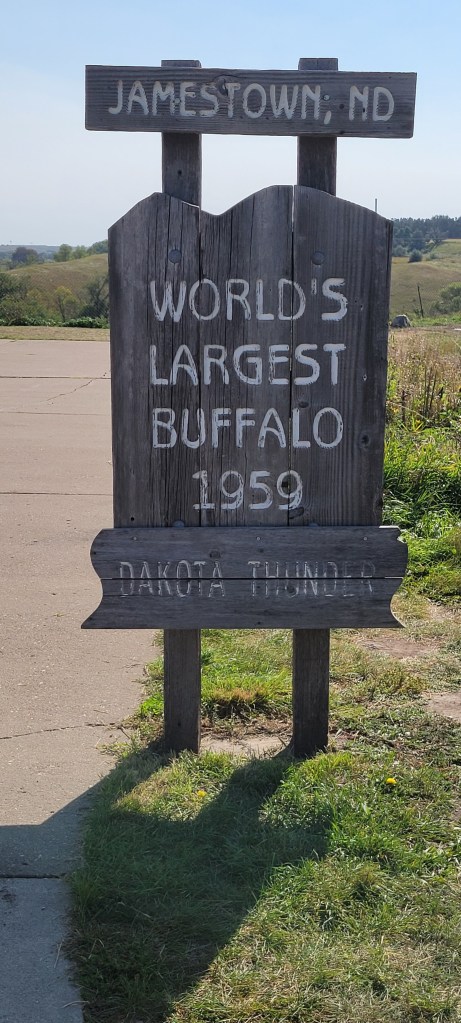 JAMESTOWN, ND
WORLD'S
LARGEST
BUFFALO
1959
DAKOTA THUNDER